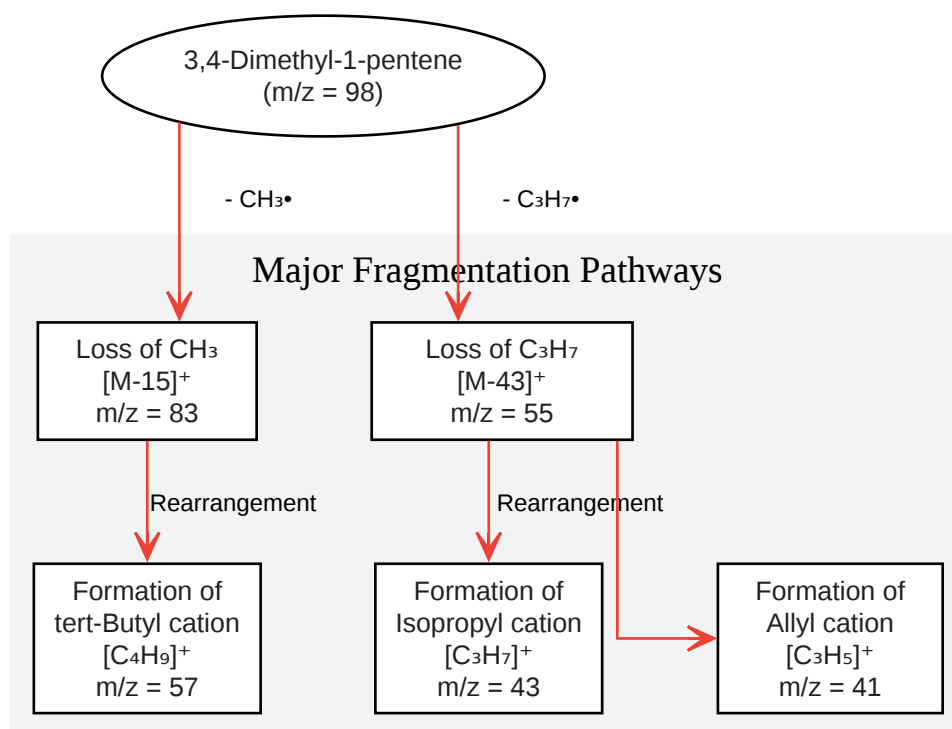 3,4-Dimethyl-1-pentene
(m/z = 98)
- CH₃•
- C₃H₇•
Major Fragmentation Pathways
Loss of CH₃
[M-15]⁺
m/z = 83
Loss of C₃H₇
[M-43]⁺
m/z = 55
Rearrangement
Rearrangement
Formation of
tert-Butyl cation
[C₄H₉]⁺
m/z = 57
Formation of
Isopropyl cation
[C₃H₇]⁺
m/z = 43
Formation of
Allyl cation
[C₃H₅]⁺
m/z = 41